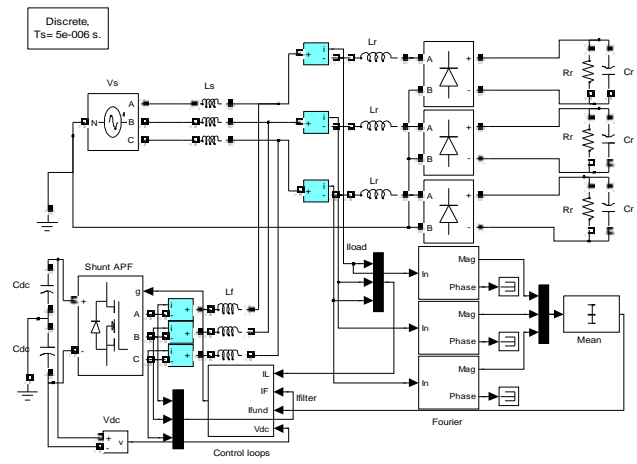 Discrete,
Ts= 5e-006 s.
Vs
N
A
B
C
Ls
i
+ -
Lr
A
B
+
-
Rr
Cr
i
+ -
Lr
A
B
+
-
Rr
Cr
i
+ -
Lr
A
B
+
-
Rr
Cr
Iload
In
Mag
Phase
In
Mag
Phase
In
Mag
Phase
Fourier
Mean
Cdc
Cdc
Shunt APF
+
-
g
A
B
C
i
- +
i
- +
i
- +
Lf
IL
IF
Ifund
Vdc
Ifilter
Control loops
Vdc
+
-
v